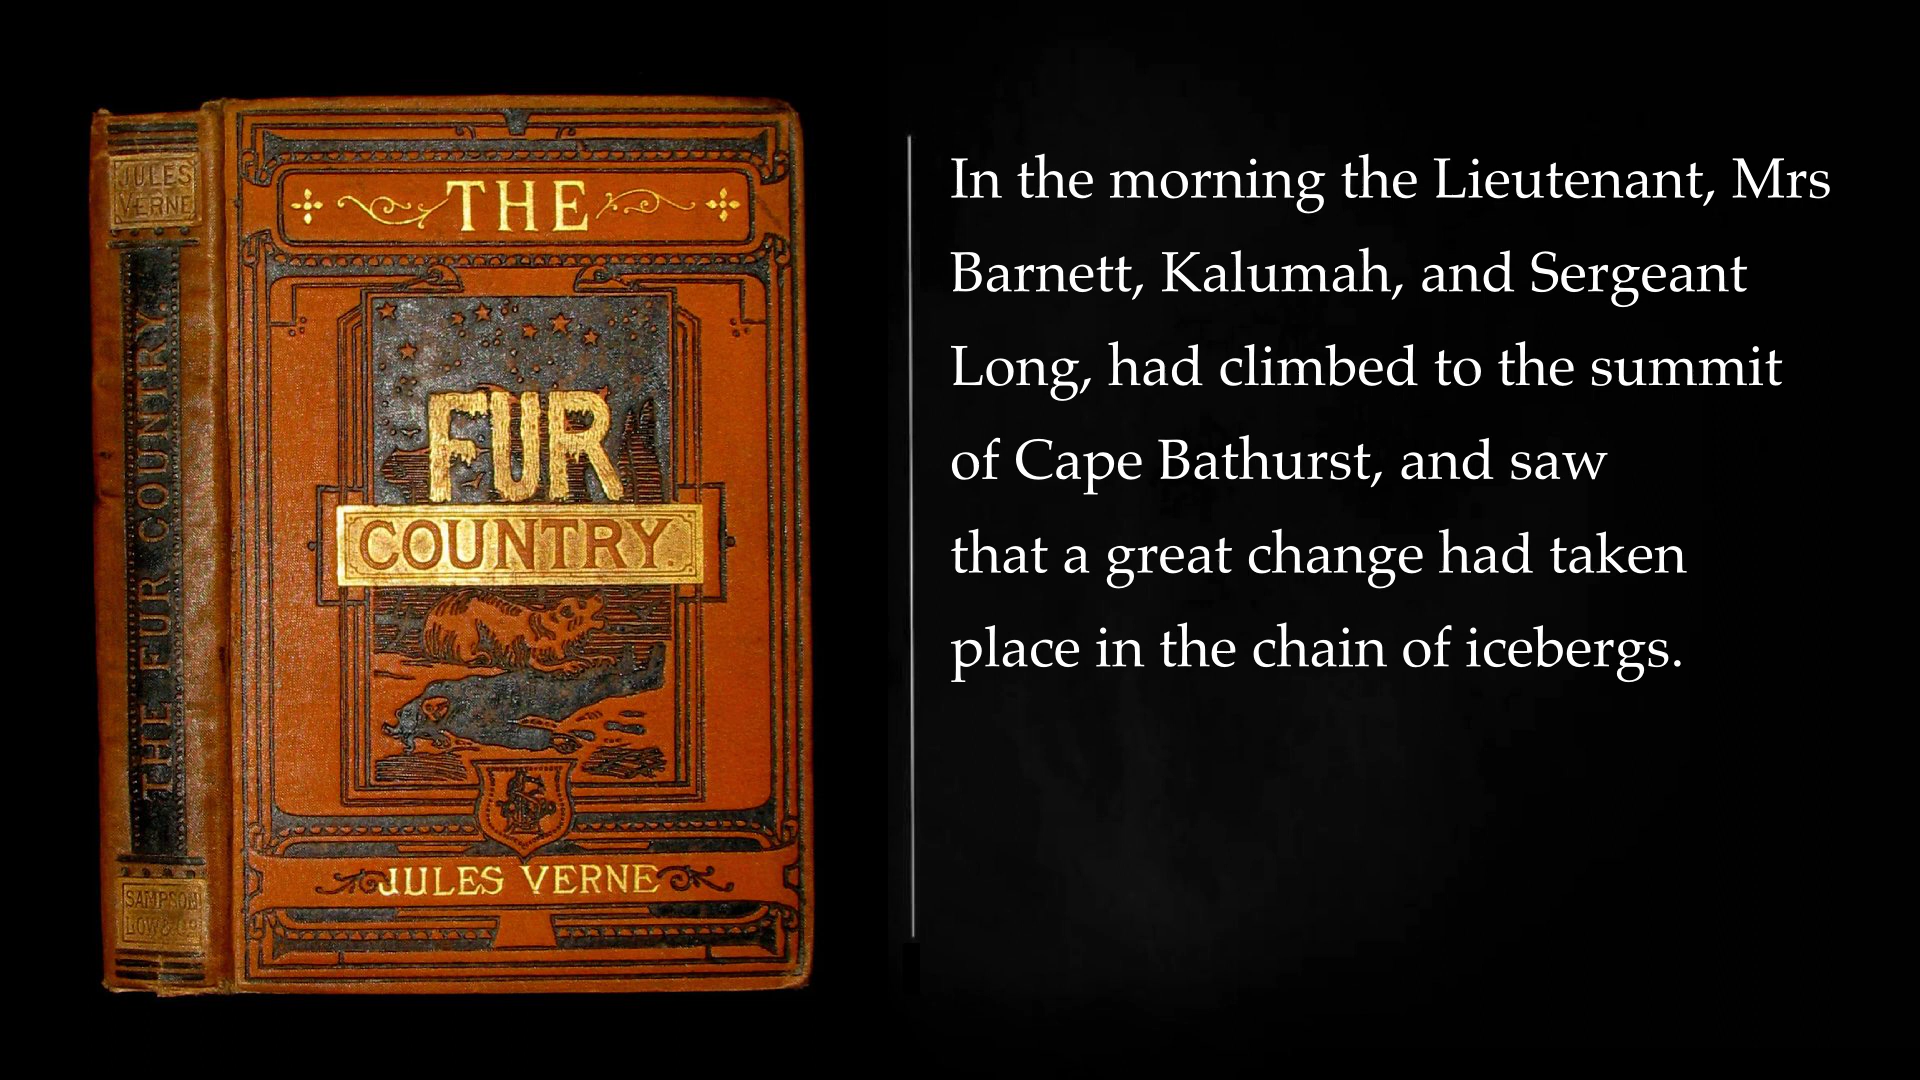 JULES
VERNE
THE FUR COUNTRY.
SAMPSON
LOW & Co
THE
FUR
COUNTRY.
JULES VERNE
In the morning the Lieutenant, Mrs
Barnett, Kalumah, and Sergeant
Long, had climbed to the summit
of Cape Bathurst, and saw
that a great change had taken
place in the chain of icebergs.